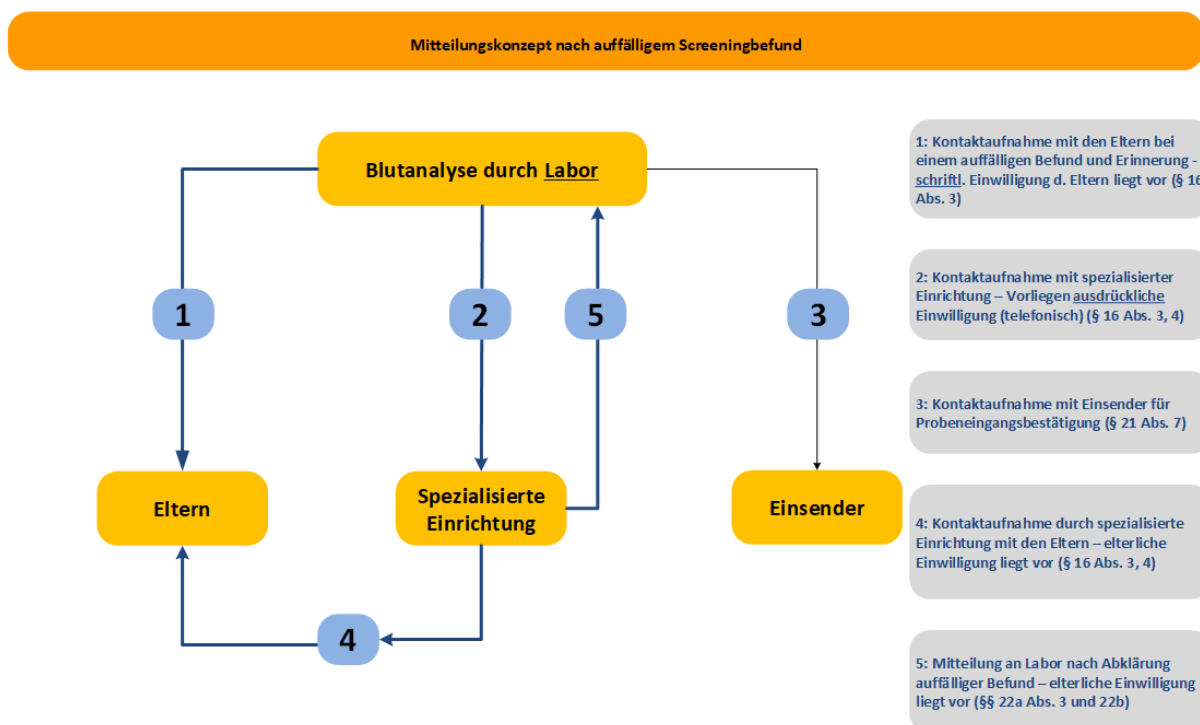 Mitteilungskonzept nach auffälligem Screeningbefund
Blutanalyse durch Labor
1
2
5
3
Eltern
Spezialisierte
Einrichtung
Einsender
4
1: Kontaktaufnahme mit den Eltern bei
einem auffälligen Befund und Erinnerung -
schriftl. Einwilligung d. Eltern liegt vor (§ 16
Abs. 3)
2: Kontaktaufnahme mit spezialisierter
Einrichtung – Vorliegen ausdrückliche
Einwilligung (telefonisch) (§ 16 Abs. 3, 4)
3: Kontaktaufnahme mit Einsender für
Probeneingangsbestätigung (§ 21 Abs. 7)
4: Kontaktaufnahme durch spezialisierte
Einrichtung mit den Eltern – elterliche
Einwilligung liegt vor (§ 16 Abs. 3, 4)
5: Mitteilung an Labor nach Abklärung
auffälliger Befund – elterliche Einwilligung
liegt vor (§§ 22a Abs. 3 und 22b)